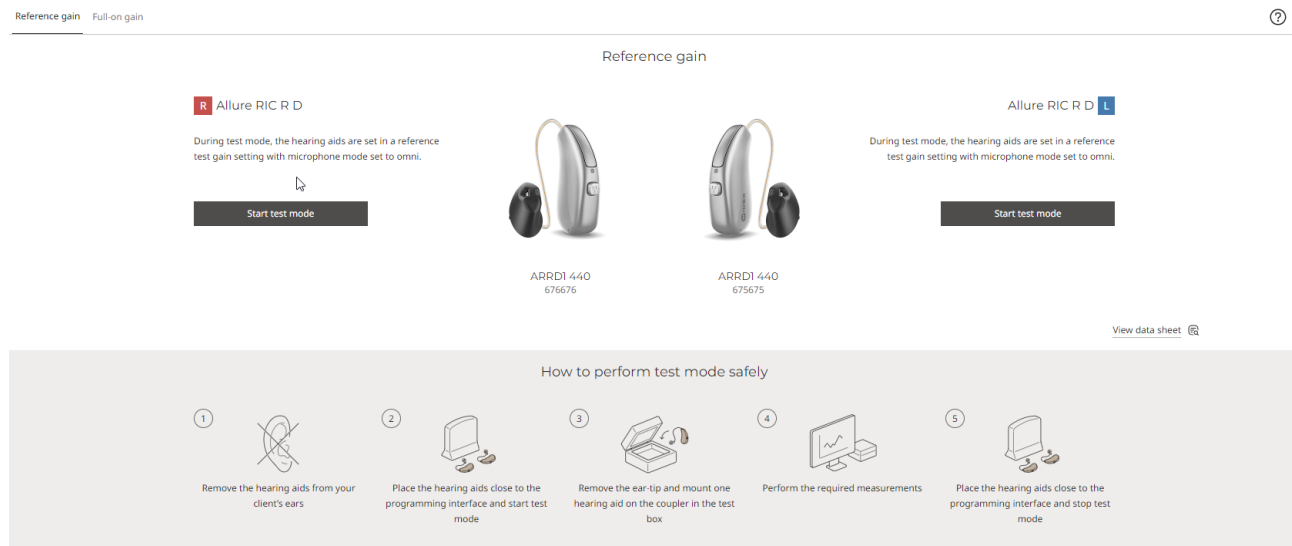 Reference gain Full-on gain
Reference gain
R Allure RIC R D
Allure RIC R D L
During test mode, the hearing aids are set in a reference
test gain setting with microphone mode set to omni.
During test mode, the hearing aids are set in a reference
test gain setting with microphone mode set to omni.
Start test mode
Start test mode
ARRD1 440
676676
ARRD1 440
675675
View data sheet
How to perform test mode safely
1
Remove the hearing aids from your
client's ears
2
Place the hearing aids close to the
programming interface and start test
mode
3
Remove the ear-tip and mount one
hearing aid on the coupler in the test
box
4
Perform the required measurements
5
Place the hearing aids close to the
programming interface and stop test
mode